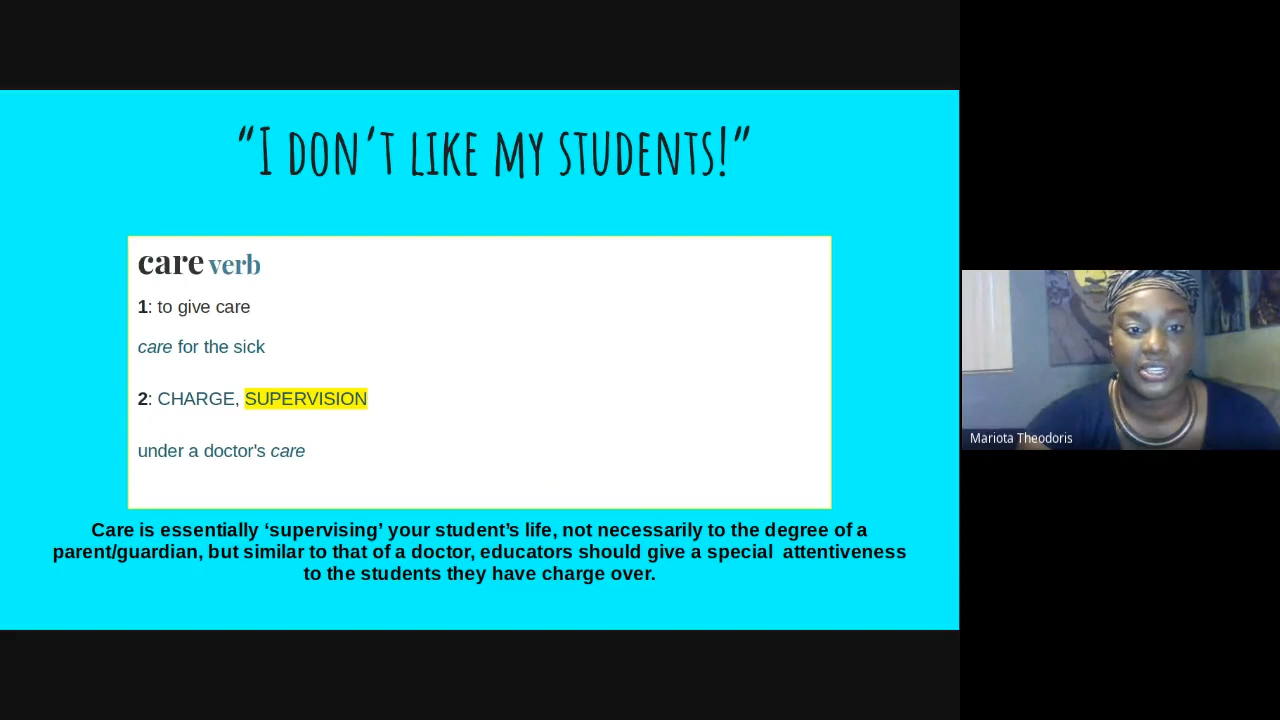 “I DON’T LIKE MY STUDENTS!”
care verb
1: to give care
care for the sick
2: CHARGE, SUPERVISION
under a doctor's care
Care is essentially ‘supervising’ your student’s life, not necessarily to the degree of a
parent/guardian, but similar to that of a doctor, educators should give a special  attentiveness
to the students they have charge over.
Mariota Theodoris